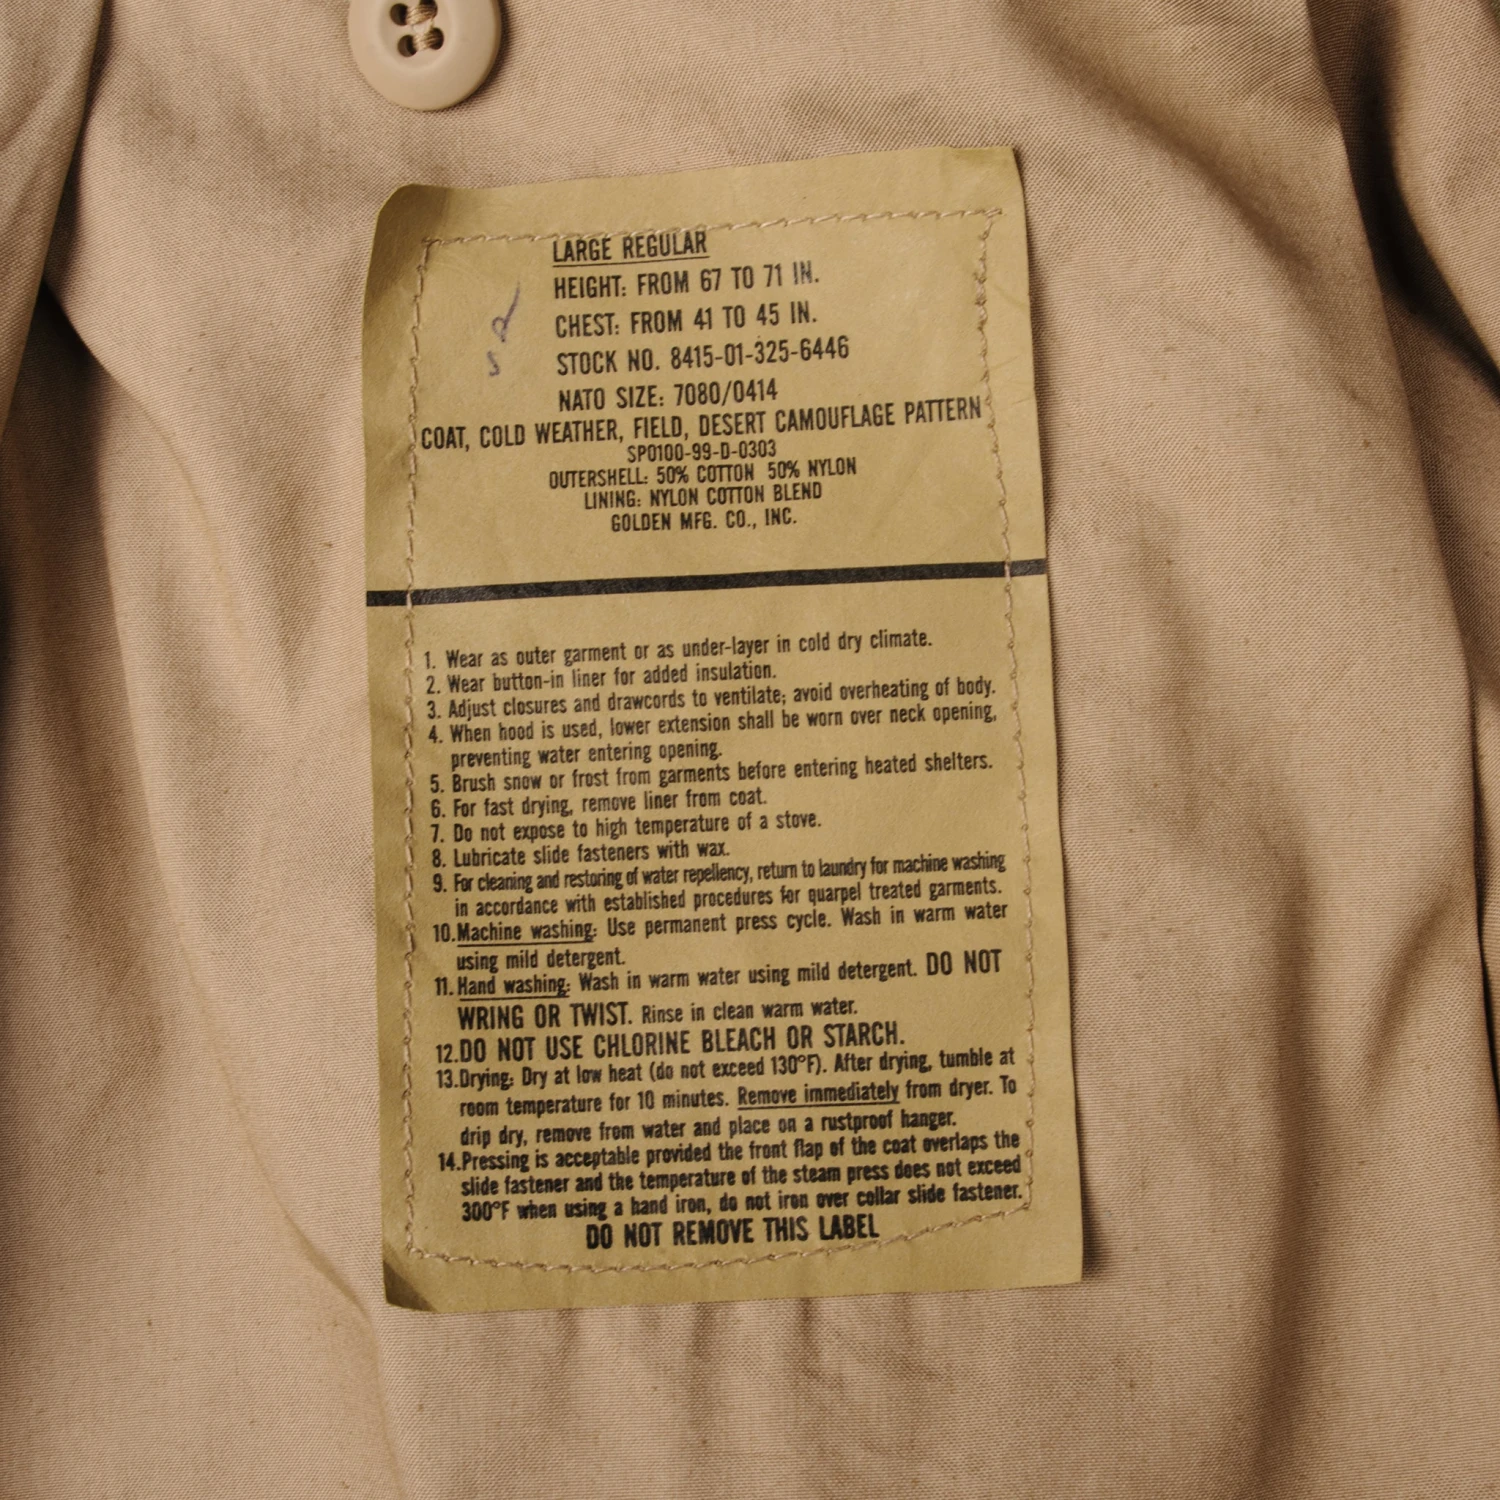 LARGE REGULAR
HEIGHT: FROM 67 TO 71 IN.
CHEST: FROM 41 TO 45 IN.
STOCK NO. 8415-01-325-6446
NATO SIZE: 7080/0414
COAT, COLD WEATHER, FIELD, DESERT CAMOUFLAGE PATTERN
SPO100-99-D-0303
OUTERSHELL: 50% COTTON 50% NYLON
LINING: NYLON COTTON BLEND
GOLDEN MFG. CO., INC.
1. Wear as outer garment or as under-layer in cold dry climate.
2. Wear button-in liner for added insulation.
3. Adjust closures and drawcords to ventilate; avoid overheating of body.
4. When hood is used, lower extension shall be worn over neck opening,
preventing water entering opening.
5. Brush snow or frost from garments before entering heated shelters.
6. For fast drying, remove liner from coat.
7. Do not expose to high temperature of a stove.
8. Lubricate slide fasteners with wax.
9. For cleaning and restoring of water repellency, return to laundry for machine washing
in accordance with established procedures for quarpel treated garments.
10.Machine washing: Use permanent press cycle. Wash in warm water
using mild detergent.
11. Hand washing: Wash in warm water using mild detergent. DO NOT
WRING OR TWIST. Rinse in clean warm water.
12.DO NOT USE CHLORINE BLEACH OR STARCH.
13.Drying: Dry at low heat (do not exceed 130°F). After drying, tumble at
room temperature for 10 minutes. Remove immediately from dryer. To
drip dry, remove from water and place on a rustproof hanger.
14.Pressing is acceptable provided the front flap of the coat overlaps the
slide fastener and the temperature of the steam press does not exceed
300°F when using a hand iron, do not iron over collar slide fastener.
DO NOT REMOVE THIS LABEL